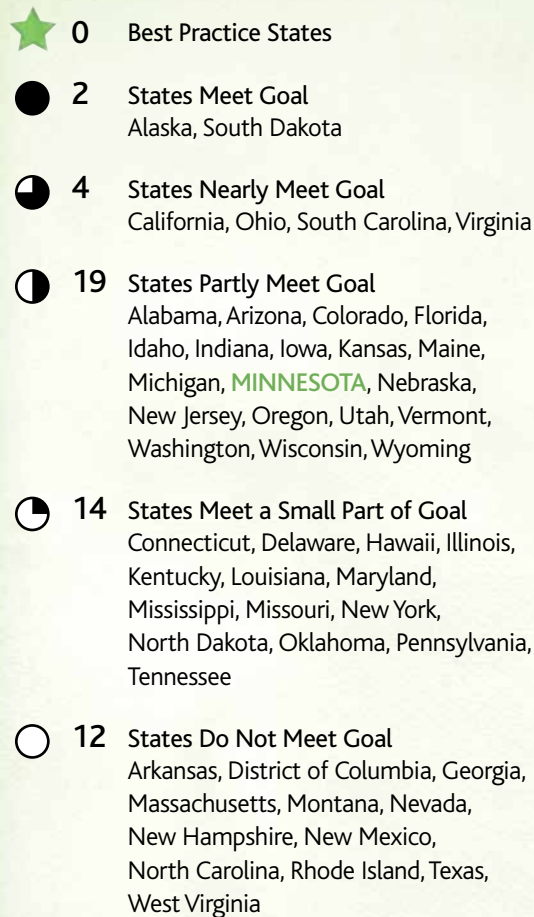 0 Best Practice States
2 States Meet Goal
Alaska, South Dakota
4 States Nearly Meet Goal
California, Ohio, South Carolina, Virginia
19 States Partly Meet Goal
Alabama, Arizona, Colorado, Florida,
Idaho, Indiana, Iowa, Kansas, Maine,
Michigan, MINNESOTA, Nebraska,
New Jersey, Oregon, Utah, Vermont,
Washington, Wisconsin, Wyoming
14 States Meet a Small Part of Goal
Connecticut, Delaware, Hawaii, Illinois,
Kentucky, Louisiana, Maryland,
Mississippi, Missouri, New York,
North Dakota, Oklahoma, Pennsylvania,
Tennessee
12 States Do Not Meet Goal
Arkansas, District of Columbia, Georgia,
Massachusetts, Montana, Nevada,
New Hampshire, New Mexico,
North Carolina, Rhode Island, Texas,
West Virginia